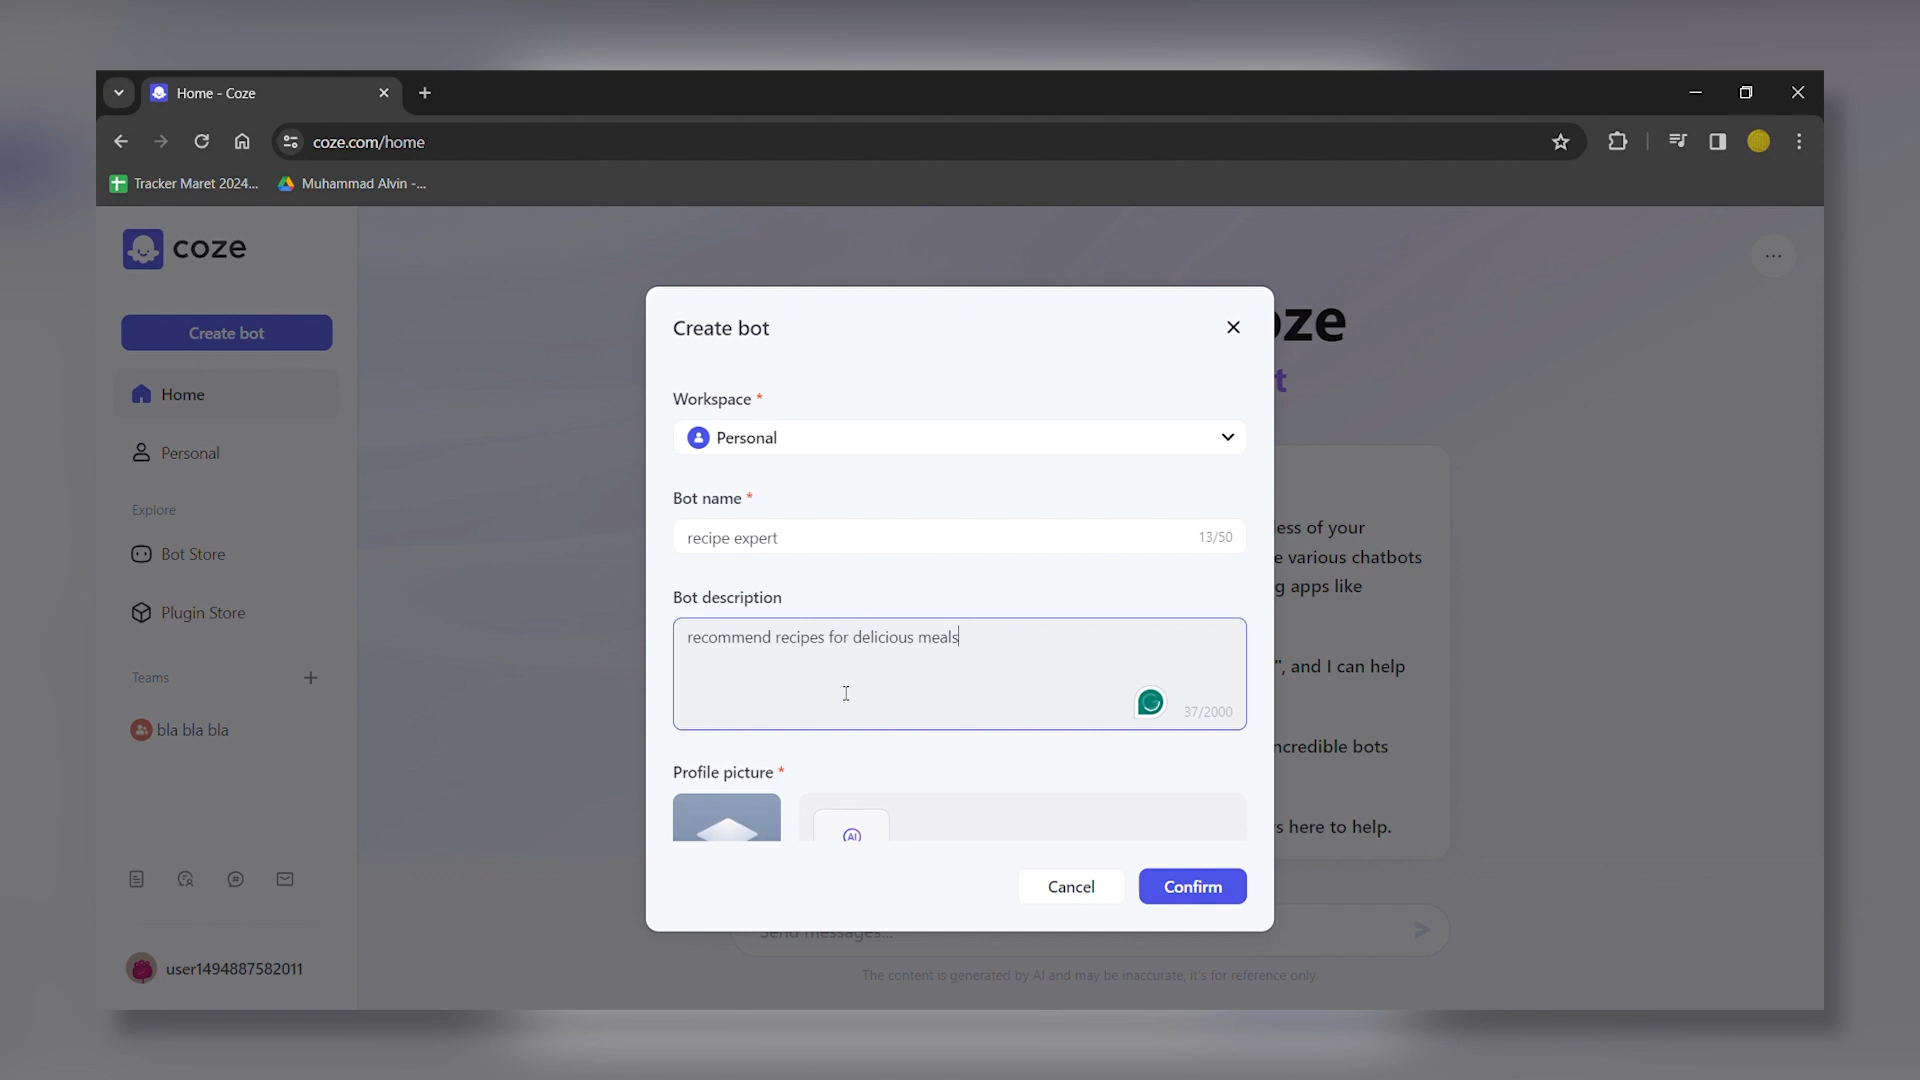 Home - Coze
coze.com/home
Tracker Maret 2024...
Muhammad Alvin -...
coze
Create bot
Home
Personal
Explore
Bot Store
Plugin Store
Teams
bla bla bla
user1494887582011
oze
t
ess of your
e various chatbots
g apps like
", and I can help
ncredible bots
s here to help.
Create bot
Workspace *
Personal
Bot name *
recipe expert
13/50
Bot description
recommend recipes for delicious meals
37/2000
Profile picture *
AI
Cancel
Confirm
Send messages...
The content is generated by AI and may be inaccurate, it's for reference only.